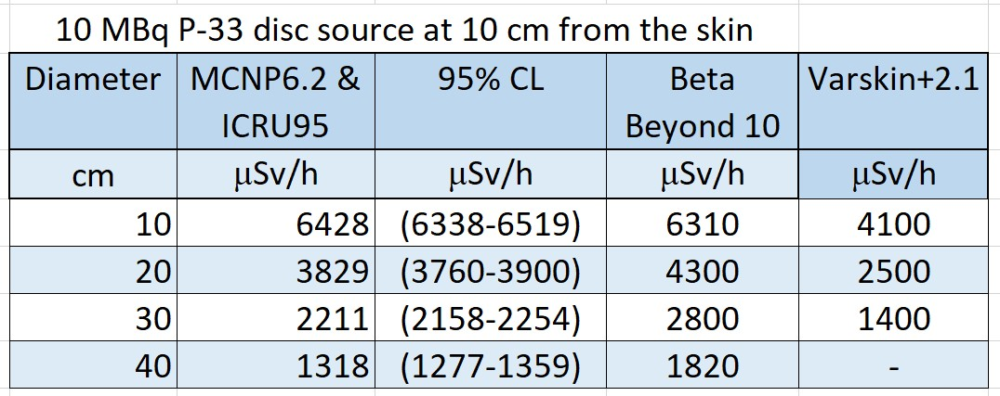 10 MBq P-33 disc source at 10 cm from the skin
Diameter MCNP6.2 & 95% CL Beta Varskin+2.1
ICRU95 Beyond 10
cm μSv/h μSv/h μSv/h μSv/h
10 6428 (6338-6519) 6310 4100
20 3829 (3760-3900) 4300 2500
30 2211 (2158-2254) 2800 1400
40 1318 (1277-1359) 1820 -